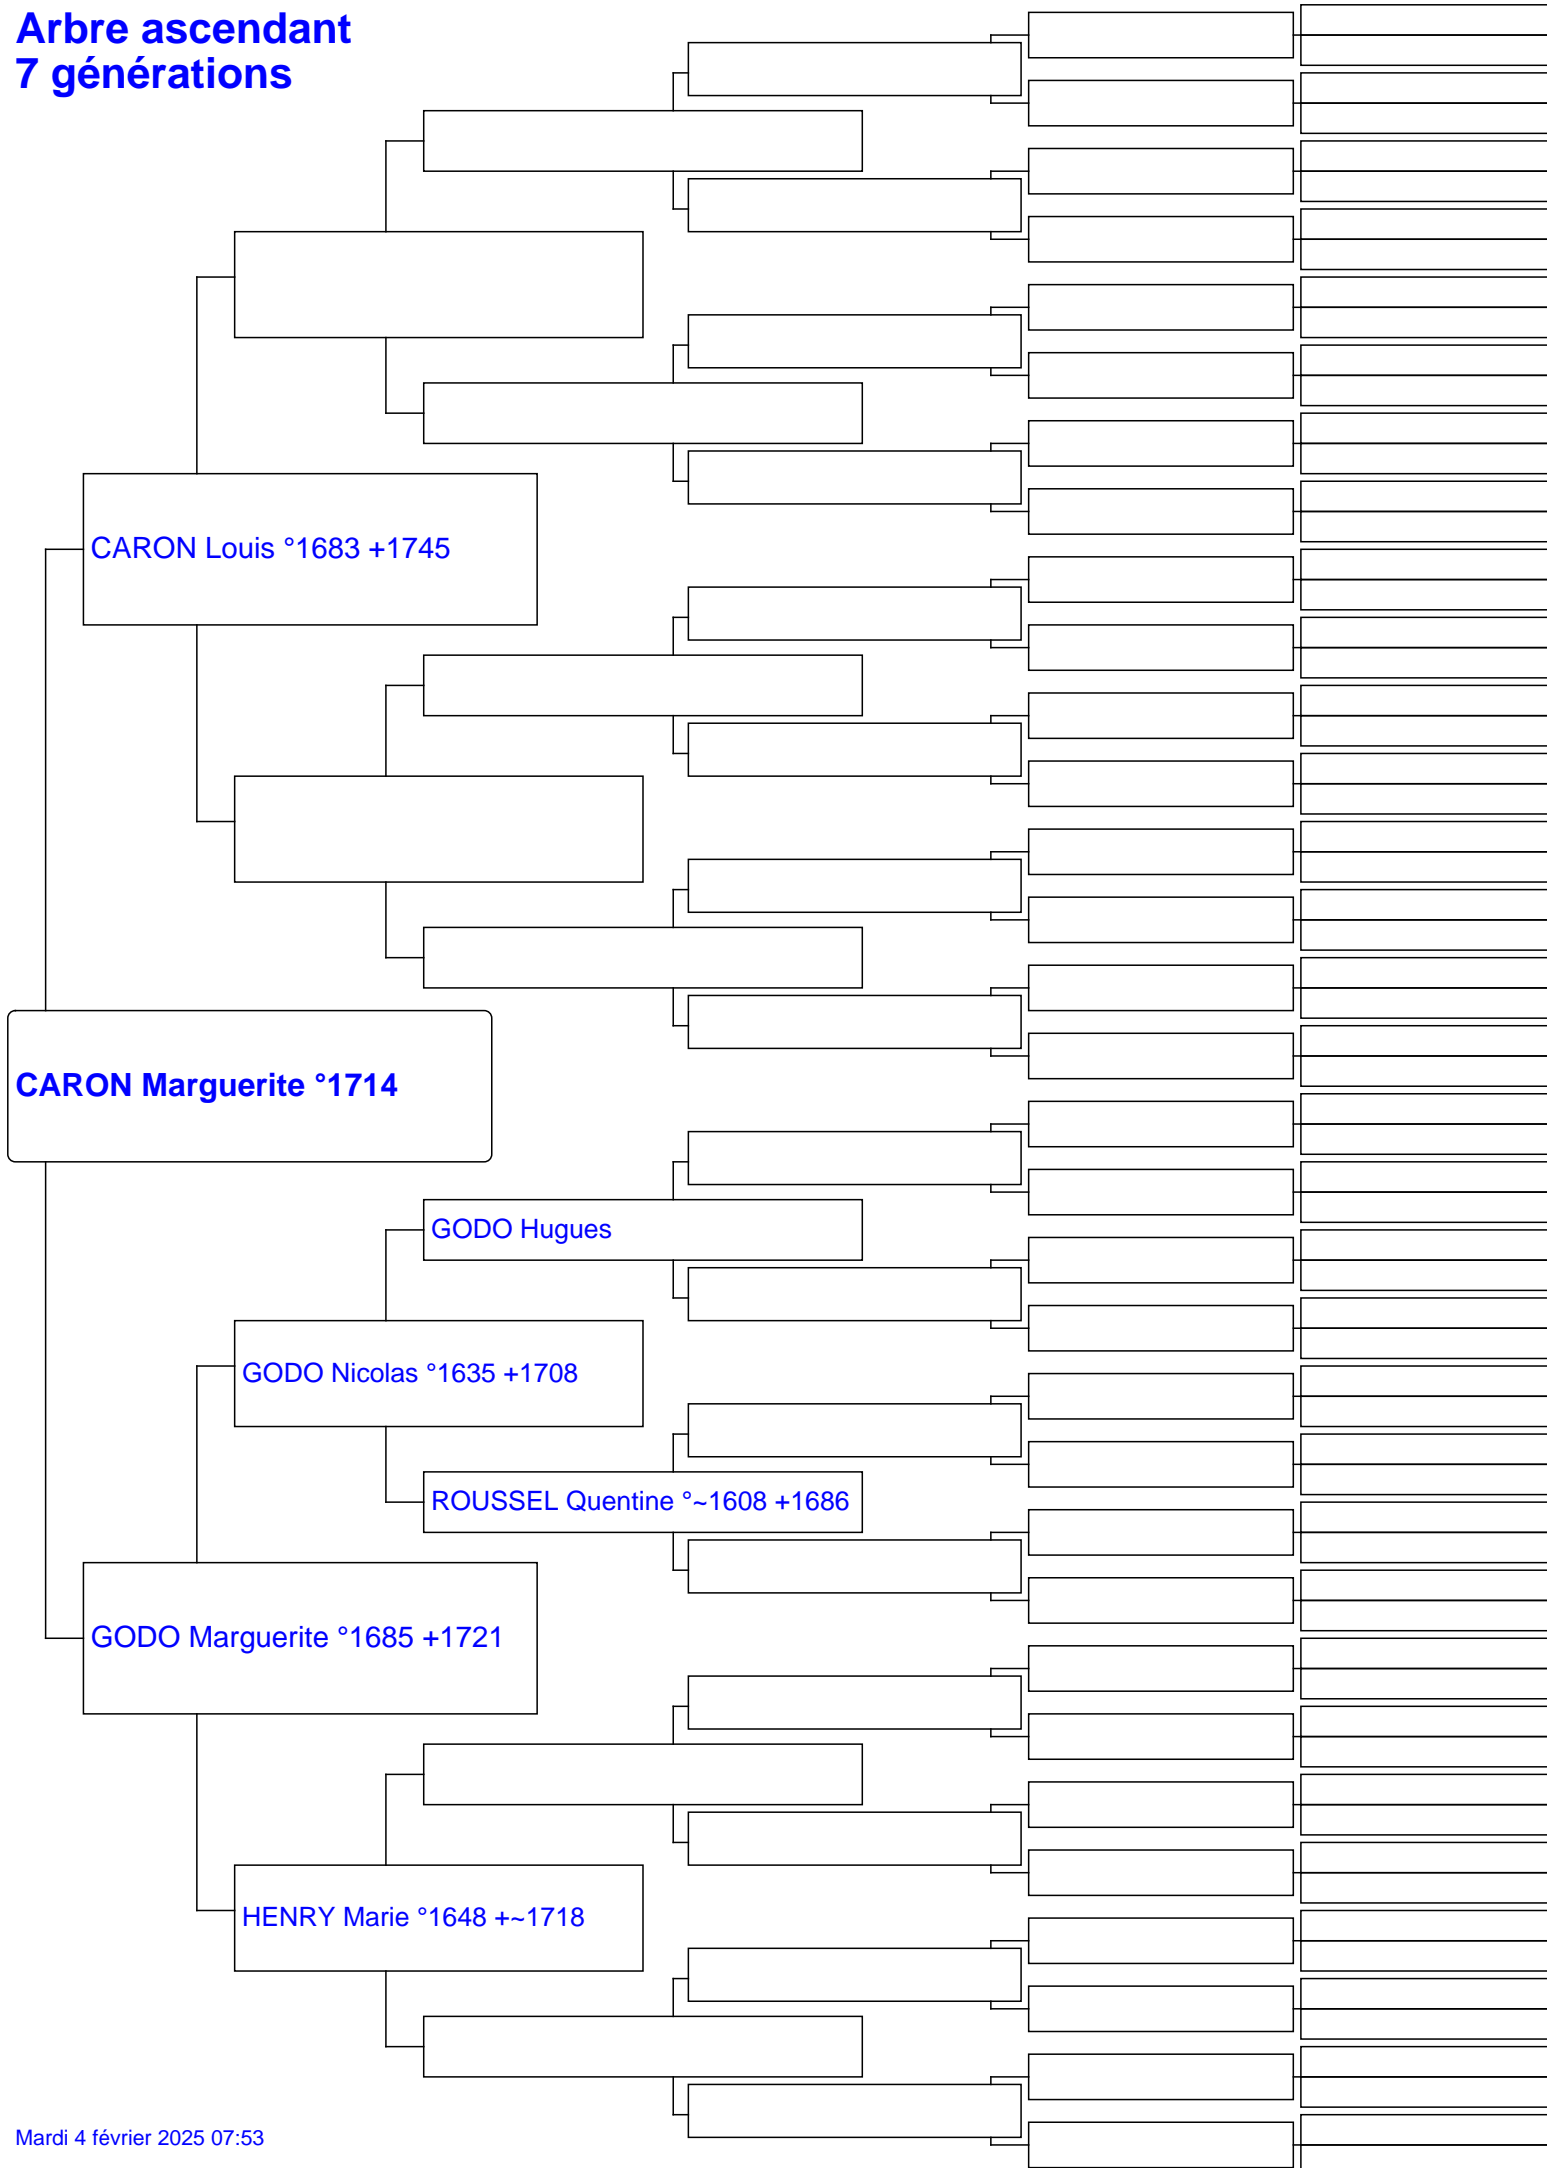 Arbre ascendant
7 générations
CARON Louis °1683 +1745
CARON Marguerite °1714
GODO Hugues
GODO Nicolas °1635 +1708
ROUSSEL Quentine °~1608 +1686
GODO Marguerite °1685 +1721
HENRY Marie °1648 +~1718
Mardi 4 février 2025 07:53